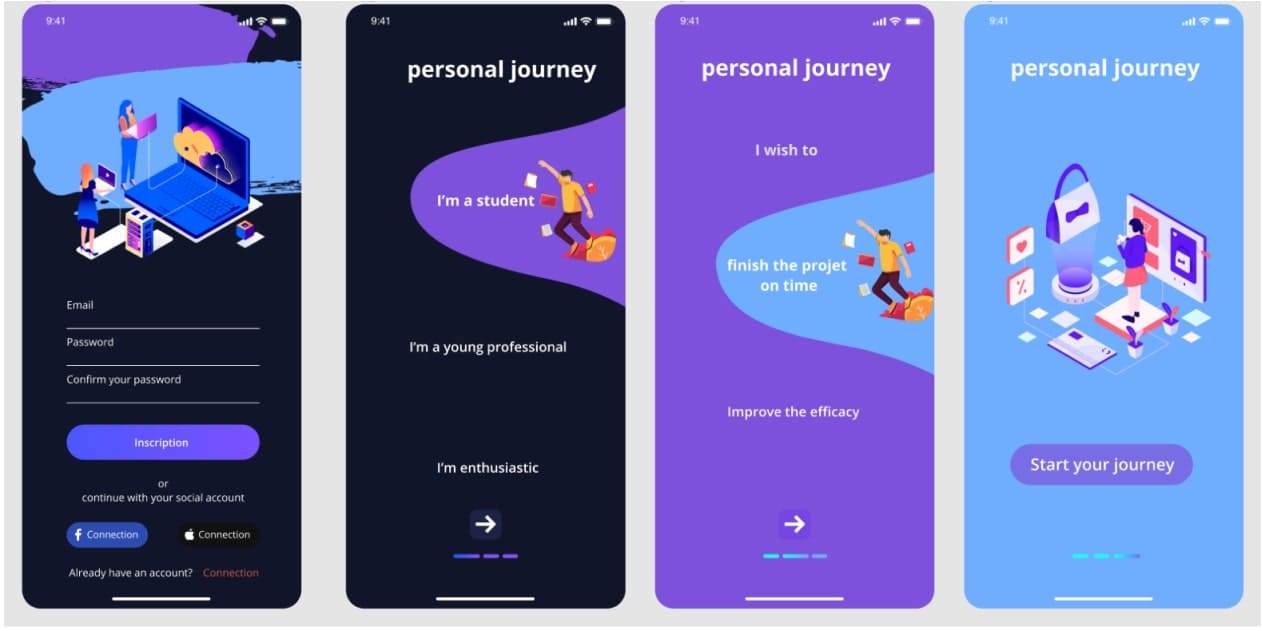 9:41
Email
Password
Confirm your password
Inscription
or
continue with your social account
Connection
Connection
Already have an account? Connection
9:41
personal journey
I'm a student
I'm a young professional
I'm enthusiastic
9:41
personal journey
I wish to
finish the projet
on time
Improve the efficacy
9:41
personal journey
Start your journey